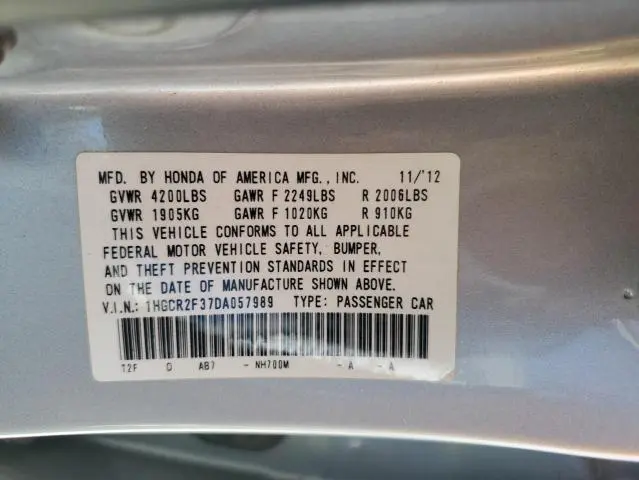 MFD. BY HONDA OF AMERICA MFG., INC. 11/'12
GVWR 4200LBS GAWR F 2249LBS R 2006LBS
GVWR 1905KG GAWR F 1020KG R 910KG
THIS VEHICLE CONFORMS TO ALL APPLICABLE
FEDERAL MOTOR VEHICLE SAFETY, BUMPER,
AND THEFT PREVENTION STANDARDS IN EFFECT
ON THE DATE OF MANUFACTURE SHOWN ABOVE.
V.I.N.: 1HGCR2F37DA057989 TYPE: PASSENGER CAR
T2F D AB7 - NH700M - A - A